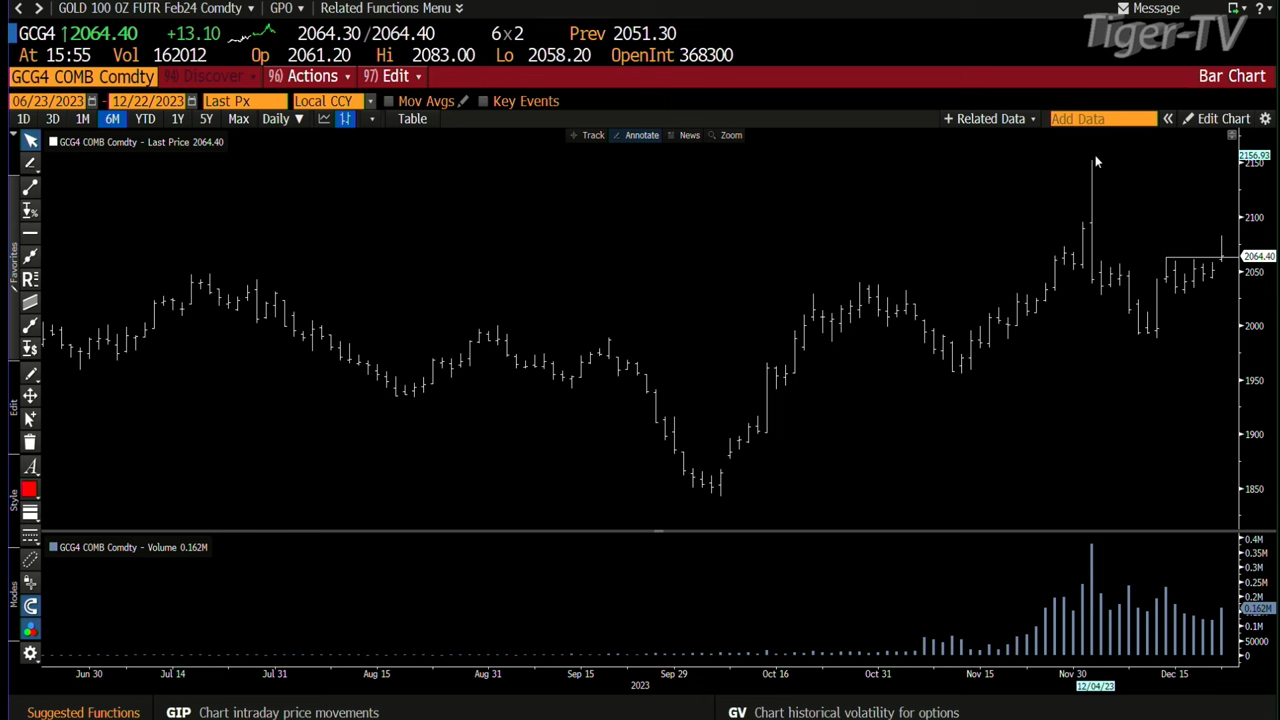 GOLD 100 OZ FUTR Feb24 Comdty GPO Related Functions Menu Message
GCG4 ↑2064.40 +13.10 2064.30/2064.40 6x2 Prev 2051.30
At 15:55 Vol 162012 Op 2061.20 Hi 2083.00 Lo 2058.20 OpenInt 368300
Tiger-TV
GCG4 COMB Comdty 94) Discover 96) Actions 97) Edit Bar Chart
06/23/2023 - 12/22/2023 Last Px Local CCY Mov Avgs Key Events
1D 3D 1M 6M YTD 1Y 5Y Max Daily ▼ Table + Related Data Add Data « Edit Chart
Track Annotate News Zoom
GCG4 COMB Comdty - Last Price 2064.40
2156.93
2150
2100
2064.40
2050
2000
1950
1900
1850
Favorites
Edit
Style
Modes
GCG4 COMB Comdty - Volume 0.162M
0.4M
0.35M
0.3M
0.25M
0.2M
0.162M
0.1M
50000
0
Jun 30 Jul 14 Jul 31 Aug 15 Aug 31 Sep 15 Sep 29 Oct 16 Oct 31 Nov 15 Nov 30 Dec 15
2023
12/04/23
Suggested Functions GIP Chart intraday price movements GV Chart historical volatility for options